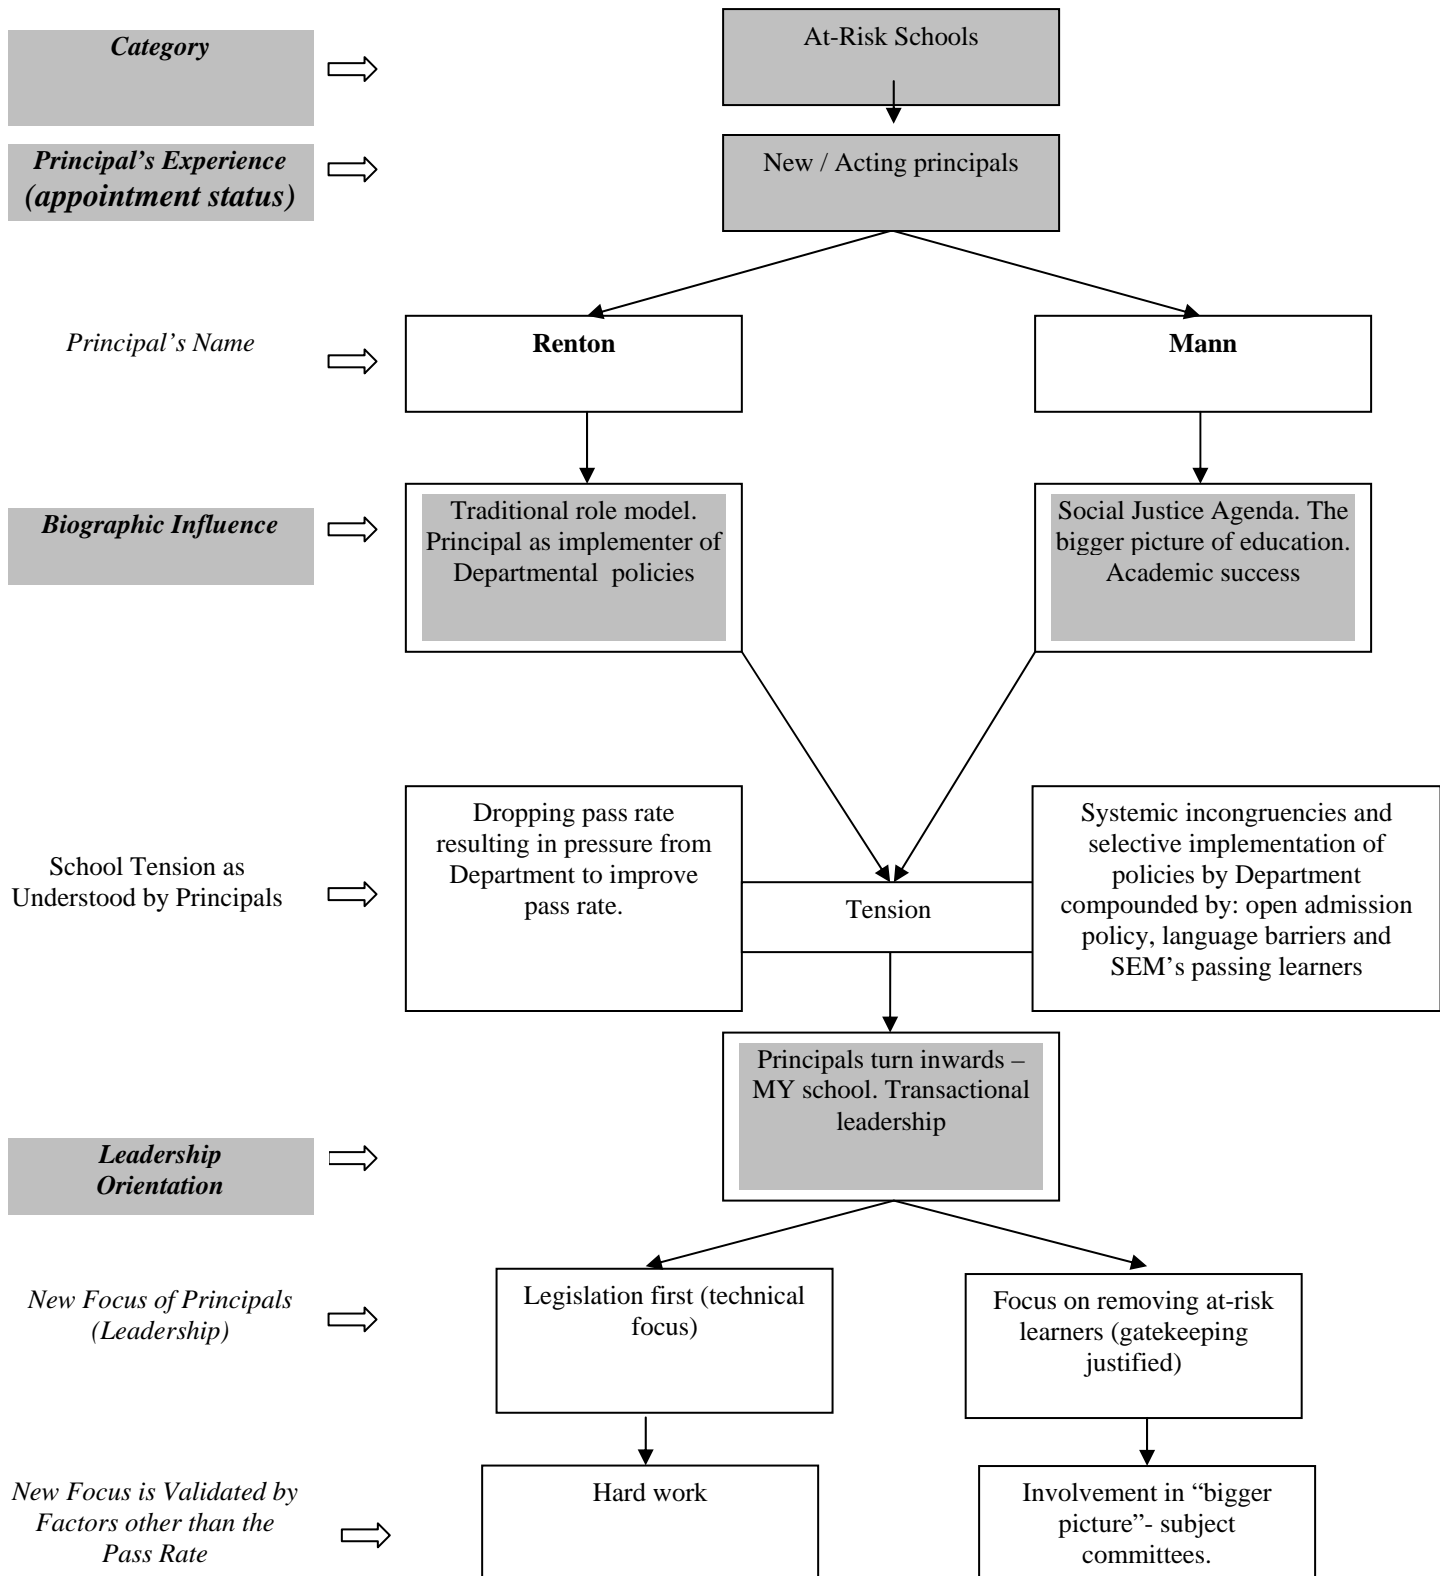 Category
At-Risk Schools
Principal’s Experience
(appointment status)
New / Acting principals
Principal’s Name
Renton
Mann
Biographic Influence
Traditional role model.
Principal as implementer of
Departmental  policies
Social Justice Agenda. The
bigger picture of education.
Academic success
School Tension as
Understood by Principals
Dropping pass rate
resulting in pressure from
Department to improve
pass rate.
Tension
Systemic incongruencies and
selective implementation of
policies by Department
compounded by: open admission
policy, language barriers and
SEM’s passing learners
Leadership
Orientation
Principals turn inwards –
MY school. Transactional
leadership
New Focus of Principals
(Leadership)
Legislation first (technical
focus)
Focus on removing at-risk
learners (gatekeeping
justified)
New Focus is Validated by
Factors other than the
Pass Rate
Hard work
Involvement in “bigger
picture”- subject
committees.